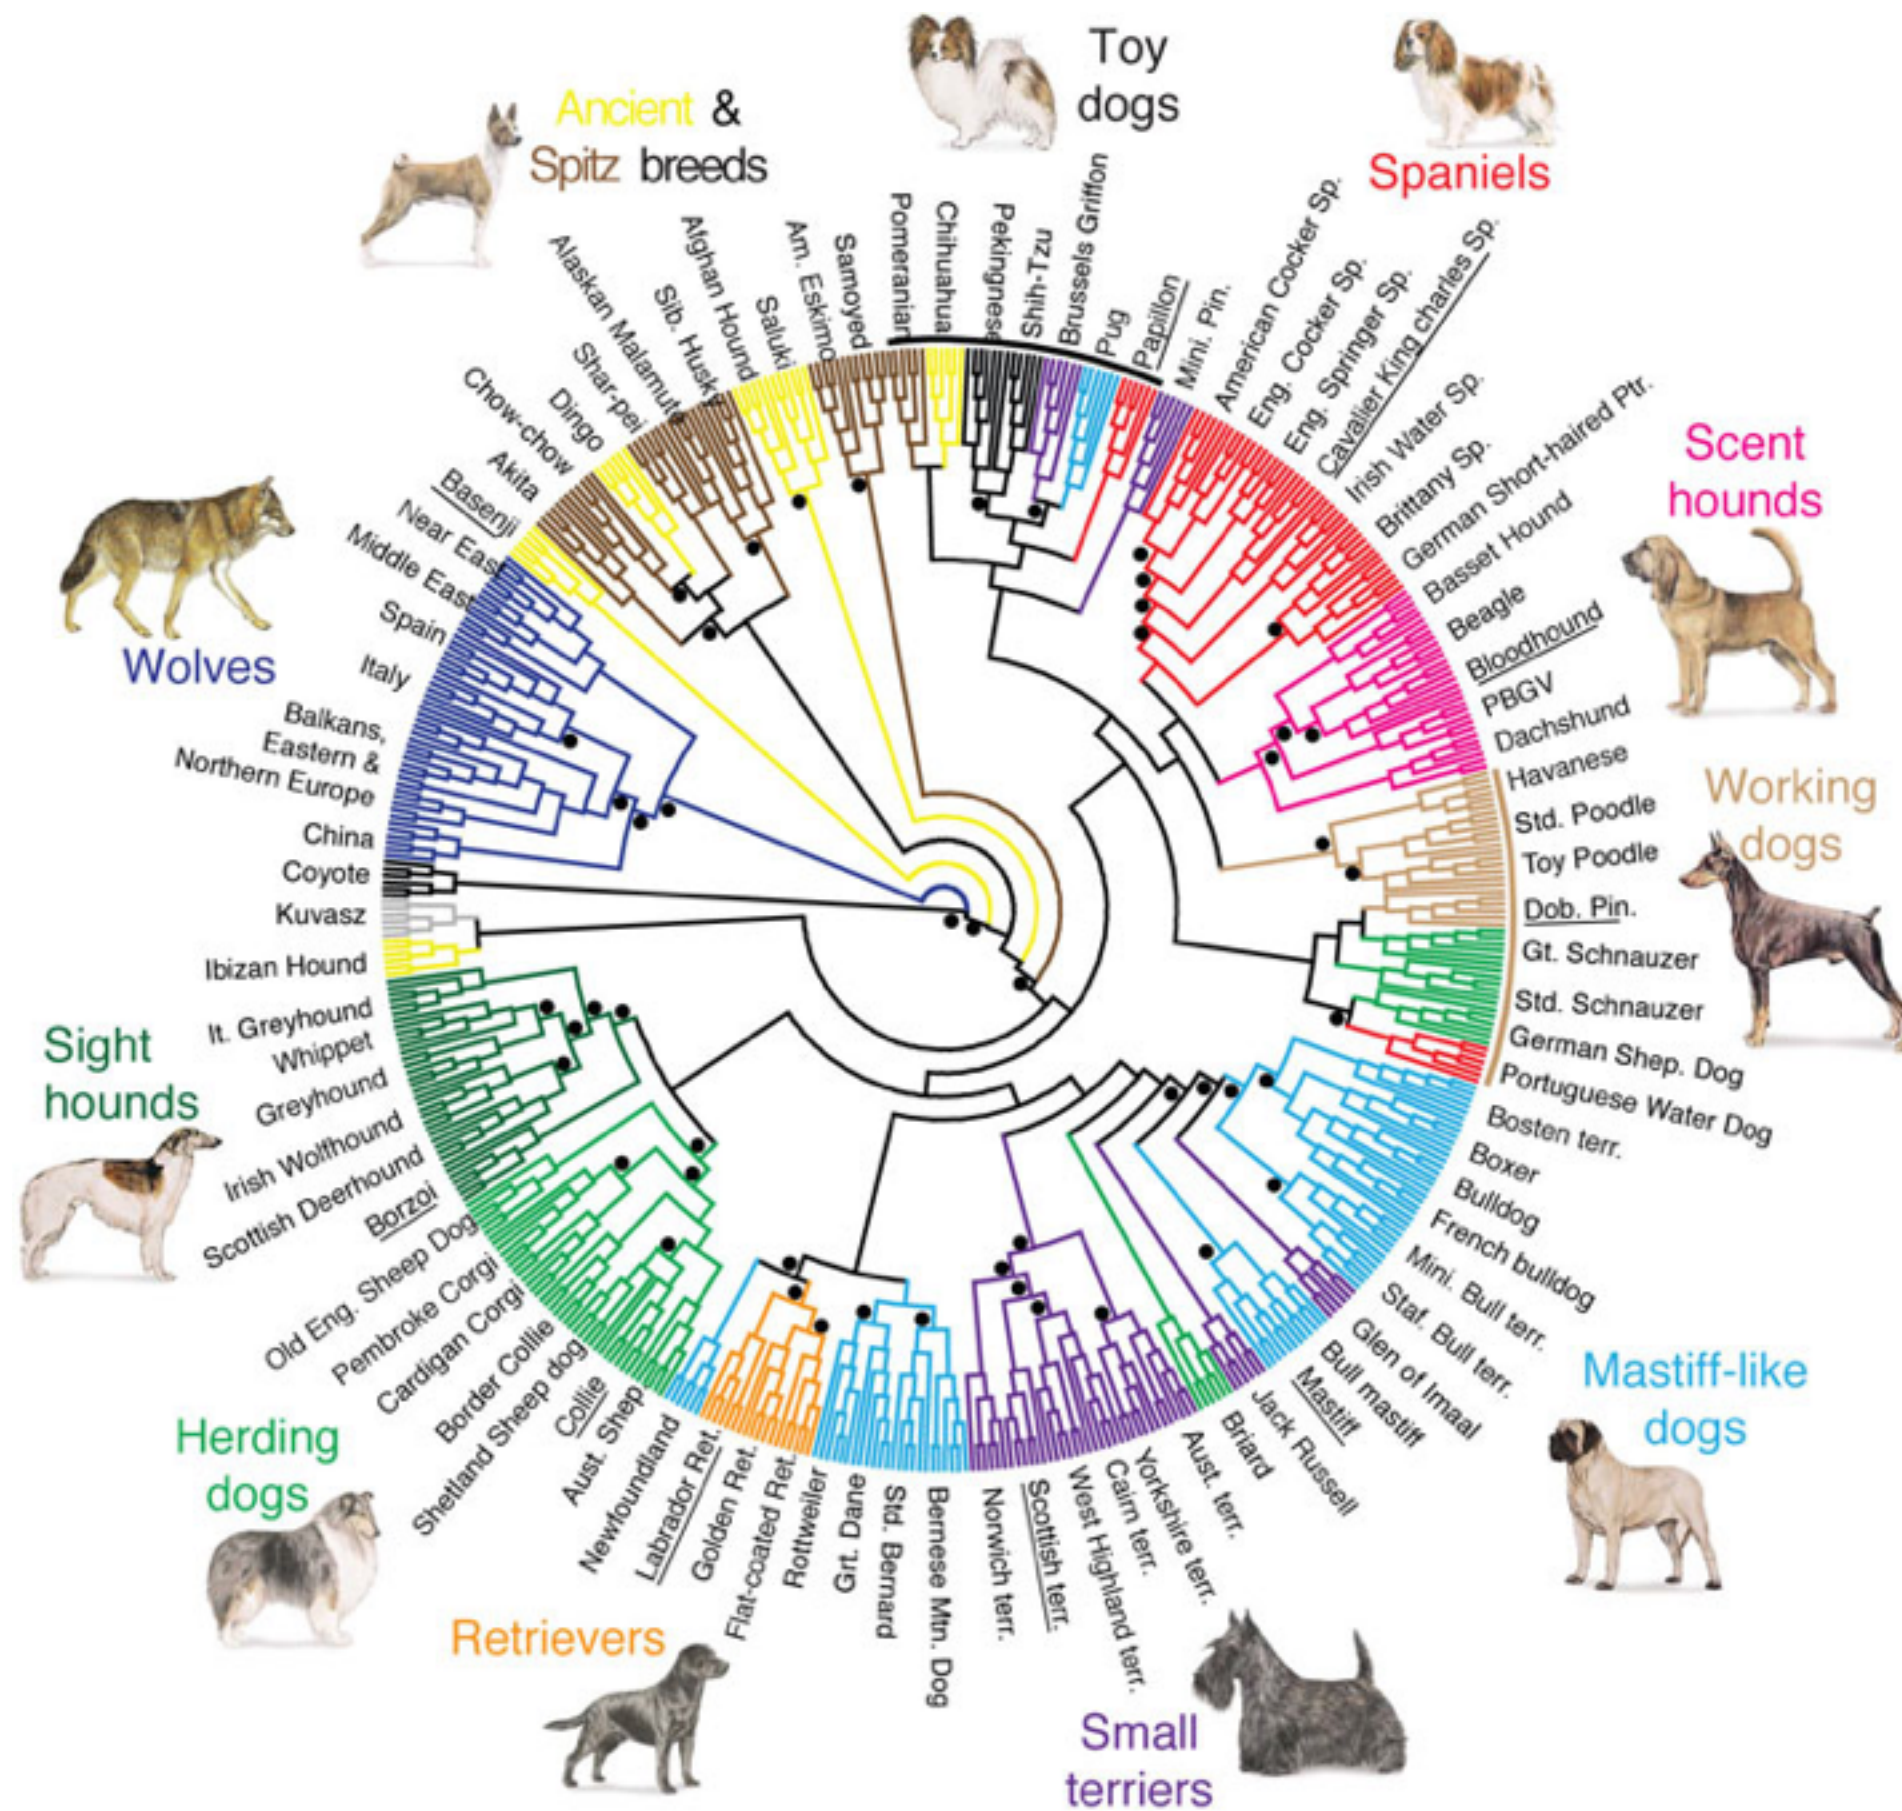 Ancient &
Spitz breeds
Toy
dogs
Spaniels
Scent
hounds
Working
dogs
Mastiff-like
dogs
Small
terriers
Retrievers
Herding
dogs
Sight
hounds
Wolves
Coyote
China
Balkans,
Eastern &
Northern Europe
Italy
Spain
Middle East
Near East
Basenji
Akita
Chow-chow
Dingo
Shar-pei
Alaskan Malamute
Sib. Husky
Afghan Hound
Saluki
Am. Eskimo
Samoyed
Pomeranian
Chihuahua
Pekingnese
Shih-Tzu
Brussels Griffon
Pug
Papillon
Mini. Pin.
American Cocker Sp.
Eng. Cocker Sp.
Eng. Springer Sp.
Cavalier King charles Sp.
Irish Water Sp.
Brittany Sp.
German Short-haired Ptr.
Basset Hound
Beagle
Bloodhound
PBGV
Dachshund
Havanese
Std. Poodle
Toy Poodle
Dob. Pin.
Gt. Schnauzer
Std. Schnauzer
German Shep. Dog
Portuguese Water Dog
Bosten terr.
Boxer
Bulldog
French bulldog
Mini. Bull terr.
Staf. Bull terr.
Glen of Imaal
Bull mastiff
Mastiff
Jack Russell
Briard
Aust. terr.
Yorkshire terr.
Cairn terr.
West Highland terr.
Scottish terr.
Norwich terr.
Bernese Mtn. Dog
Std. Bernard
Grt. Dane
Rottweiler
Flat-coated Ret.
Golden Ret.
Labrador Ret.
Newfoundland
Aust. Shep
Collie
Shetland Sheep dog
Border Collie
Cardigan Corgi
Pembroke Corgi
Old Eng. Sheep Dog
Borzoi
Scottish Deerhound
Irish Wolfhound
Greyhound
Whippet
It. Greyhound
Ibizan Hound
Kuvasz